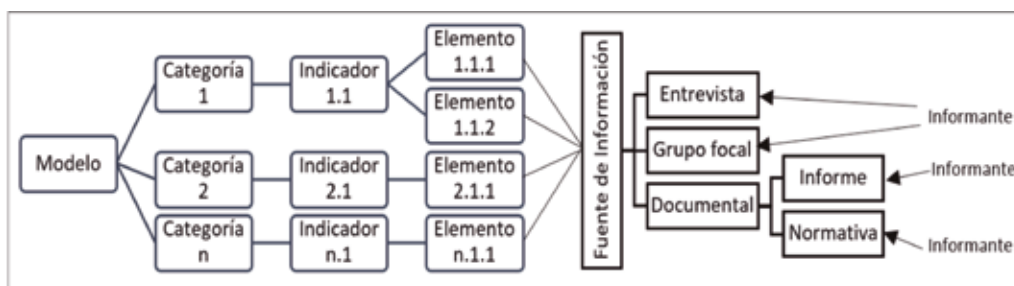 Modelo
Categoría
1
Indicador
1.1
Elemento
1.1.1
Elemento
1.1.2
Categoría
2
Indicador
2.1
Elemento
2.1.1
Categoría
n
Indicador
n.1
Elemento
n.1.1
Fuente de Información
Entrevista
Grupo focal
Documental
Informe
Normativa
Informante
Informante
Informante